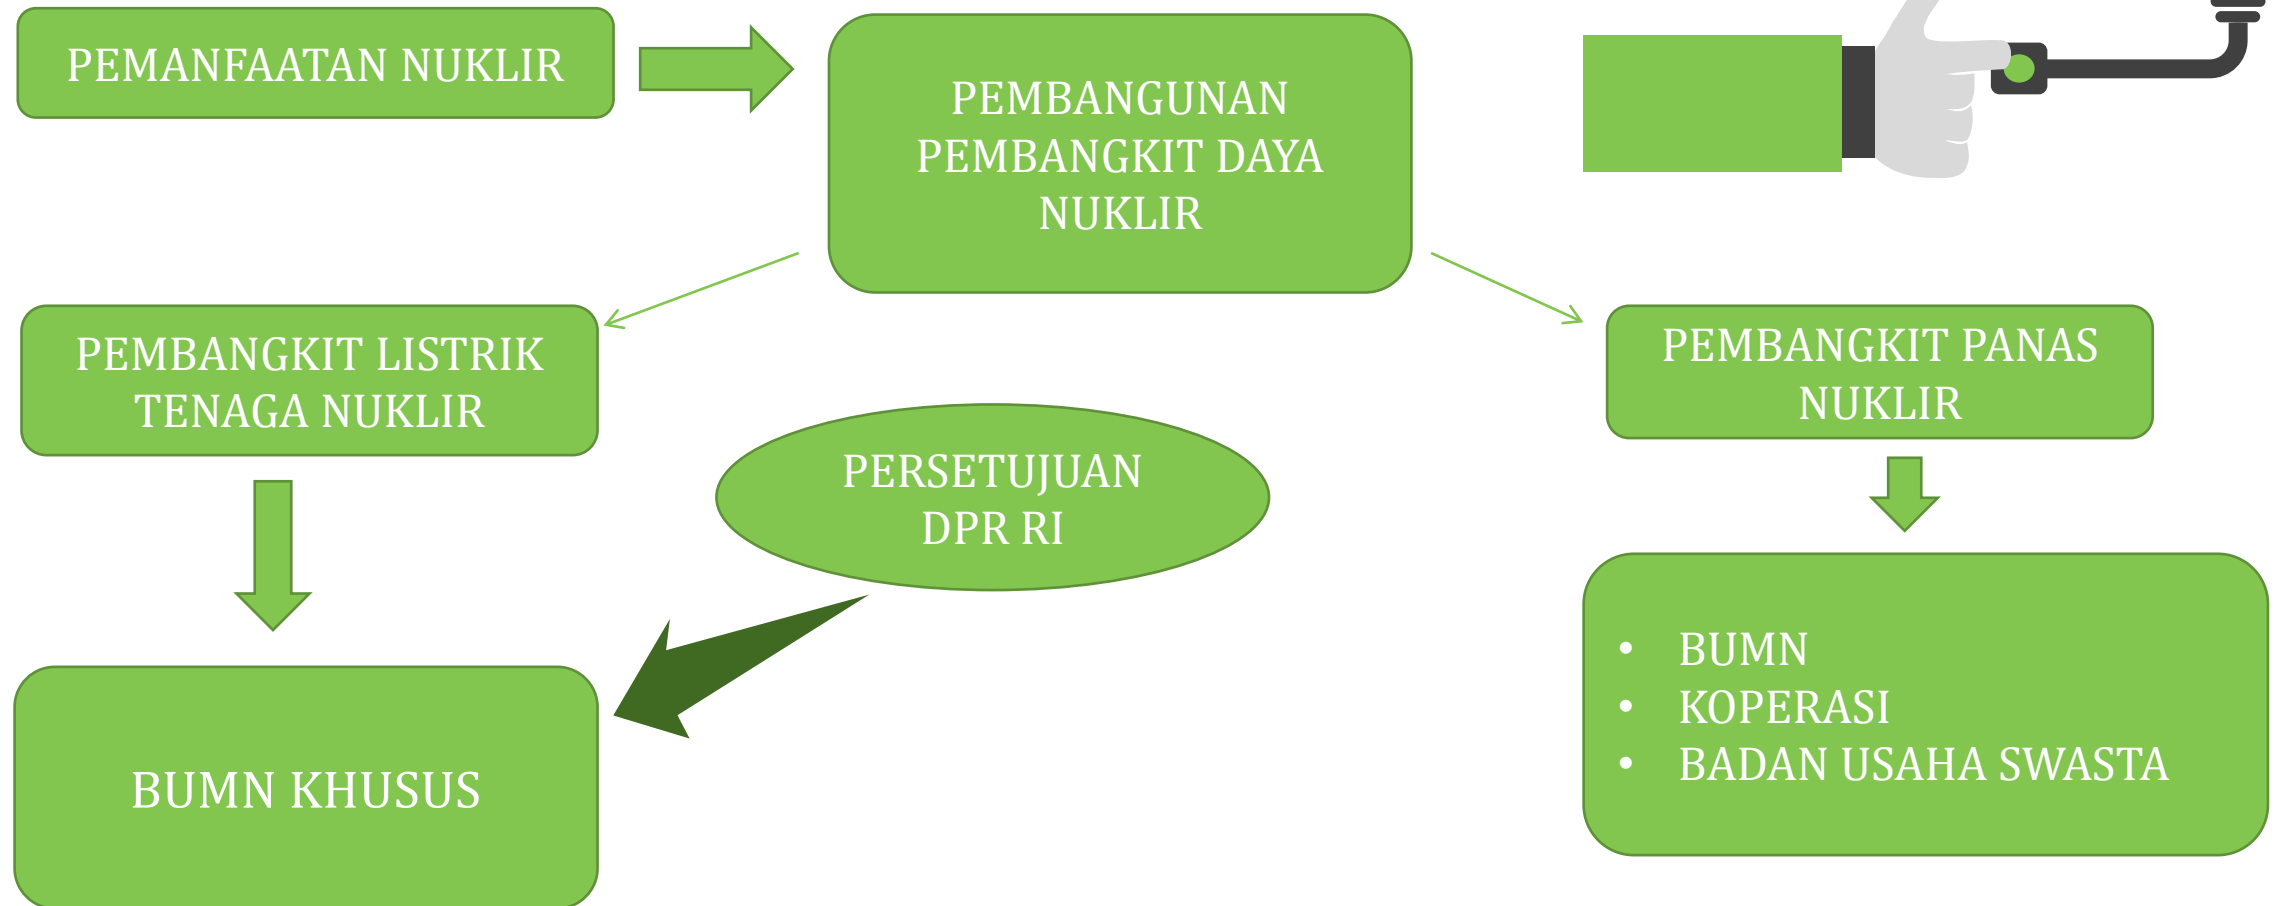 PEMANFAATAN NUKLIR
PEMBANGUNAN
PEMBANGKIT DAYA
NUKLIR
PEMBANGKIT LISTRIK
TENAGA NUKLIR
PEMBANGKIT PANAS
NUKLIR
PERSETUJUAN
DPR RI
BUMN KHUSUS
• BUMN
• KOPERASI
• BADAN USAHA SWASTA